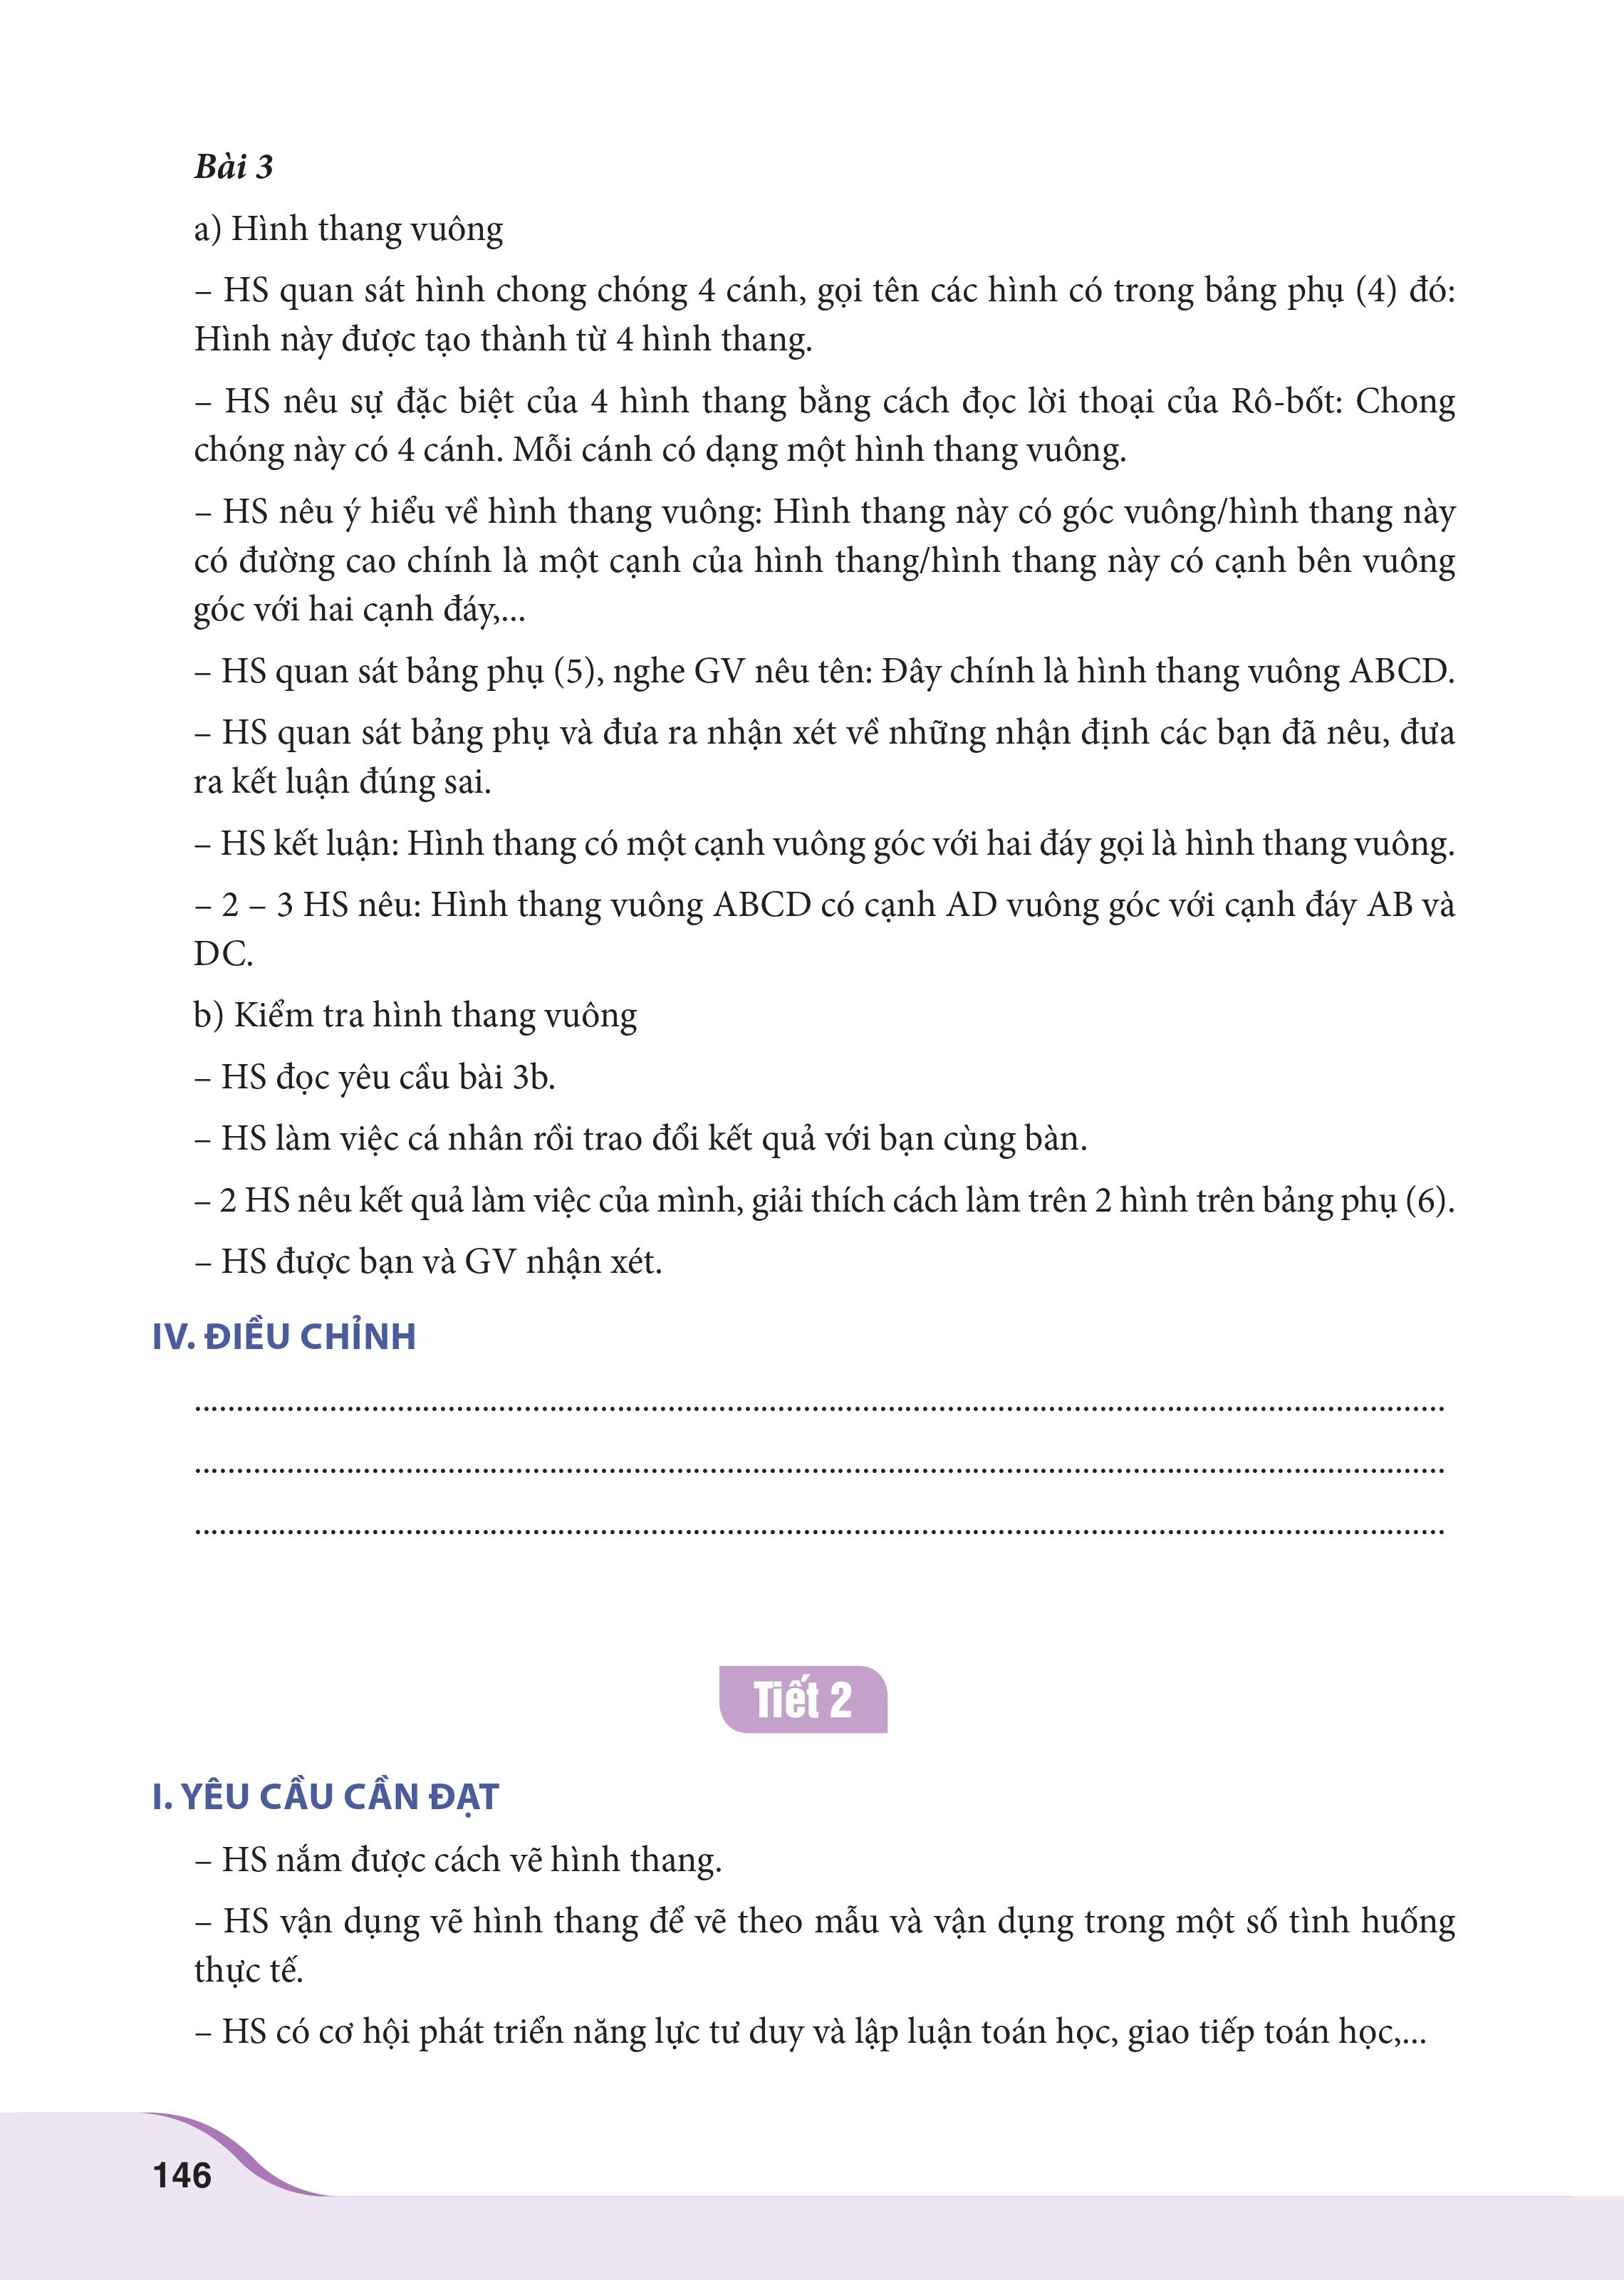 Bài 3
a) Hình thang vuông
– HS quan sát hình chong chóng 4 cánh, gọi tên các hình có trong bảng phụ (4) đó:
Hình này được tạo thành từ 4 hình thang.
– HS nêu sự đặc biệt của 4 hình thang bằng cách đọc lời thoại của Rô-bốt: Chong
chóng này có 4 cánh. Mỗi cánh có dạng một hình thang vuông.
– HS nêu ý hiểu về hình thang vuông: Hình thang này có góc vuông/hình thang này
có đường cao chính là một cạnh của hình thang/hình thang này có cạnh bên vuông
góc với hai cạnh đáy,...
– HS quan sát bảng phụ (5), nghe GV nêu tên: Đây chính là hình thang vuông ABCD.
– HS quan sát bảng phụ và đưa ra nhận xét về những nhận định các bạn đã nêu, đưa
ra kết luận đúng sai.
– HS kết luận: Hình thang có một cạnh vuông góc với hai đáy gọi là hình thang vuông.
– 2 – 3 HS nêu: Hình thang vuông ABCD có cạnh AD vuông góc với cạnh đáy AB và
DC.
b) Kiểm tra hình thang vuông
– HS đọc yêu cầu bài 3b.
– HS làm việc cá nhân rồi trao đổi kết quả với bạn cùng bàn.
– 2 HS nêu kết quả làm việc của mình, giải thích cách làm trên 2 hình trên bảng phụ (6).
– HS được bạn và GV nhận xét.
IV. ĐIỀU CHỈNH
Tiết 2
I. YÊU CẦU CẦN ĐẠT
– HS nắm được cách vẽ hình thang.
– HS vận dụng vẽ hình thang để vẽ theo mẫu và vận dụng trong một số tình huống
thực tế.
– HS có cơ hội phát triển năng lực tư duy và lập luận toán học, giao tiếp toán học,...
146